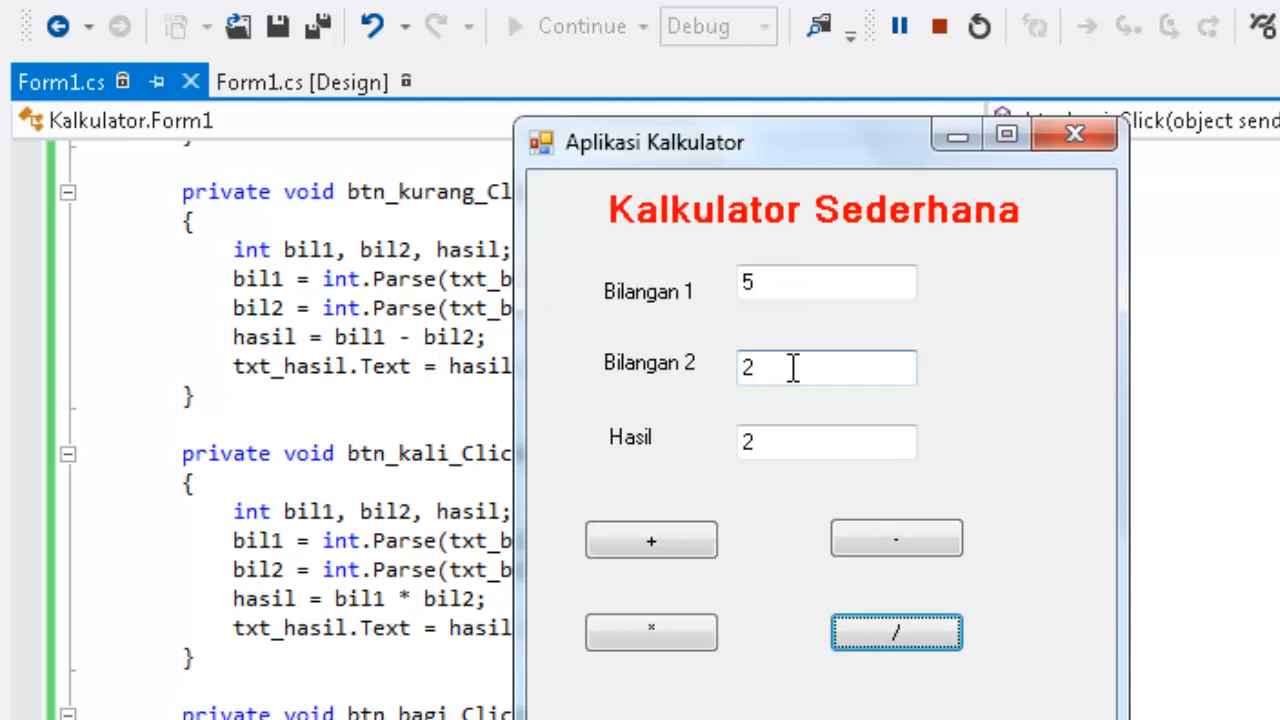 Continue
Debug
Form1.cs
Form1.cs [Design]
Kalkulator.Form1
Click(object send
private void btn_kurang_Cl
{
int bil1, bil2, hasil;
bil1 = int.Parse(txt_b
bil2 = int.Parse(txt_b
hasil = bil1 - bil2;
txt_hasil.Text = hasil
}
private void btn_kali_Clic
{
int bil1, bil2, hasil;
bil1 = int.Parse(txt_b
bil2 = int.Parse(txt_b
hasil = bil1 * bil2;
txt_hasil.Text = hasil
}
private void btn_bagi_Clic
Aplikasi Kalkulator
Kalkulator Sederhana
Bilangan 1 5
Bilangan 2 2
Hasil 2
+ -
* /